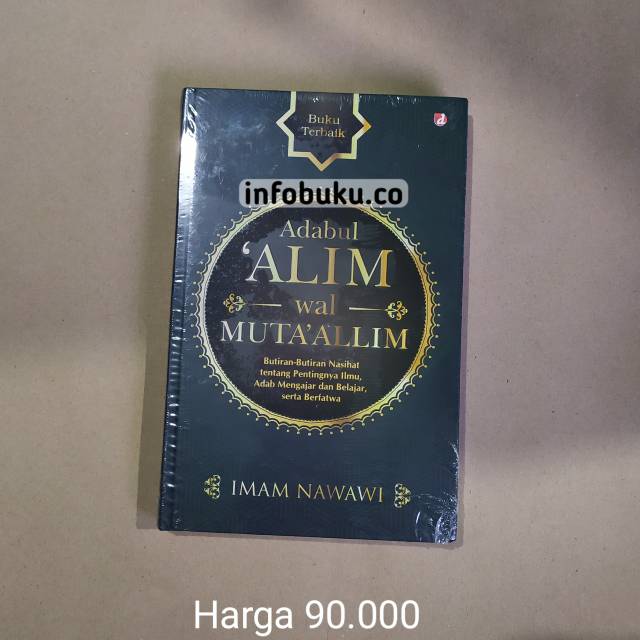 Buku
Terbaik
infobuku.co
Adabul
‘ALIM
wal
MUTA’ALLIM
Butiran-Butiran Nasihat
tentang Pentingnya Ilmu,
Adab Mengajar dan Belajar,
serta Berfatwa
IMAM NAWAWI
Harga 90.000